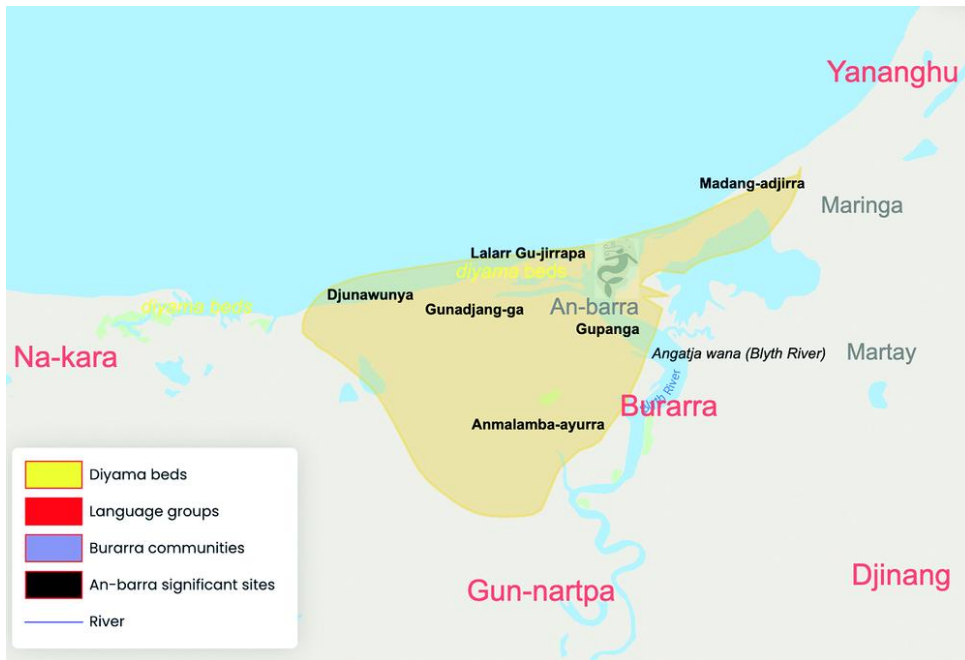 Yananghu
Madang-adjirra
Maringa
Lalarr Gu-jirrapa
diyama beds
Djunawunya
diyama beds
Gunadjang-ga
An-barra
Gupanga
Na-kara
Angatja wana (Blyth River)
Martay
River
Burarra
Anmalamba-ayurra
Diyama beds
Language groups
Burarra communities
An-barra significant sites
River
Gun-nartpa
Djinang